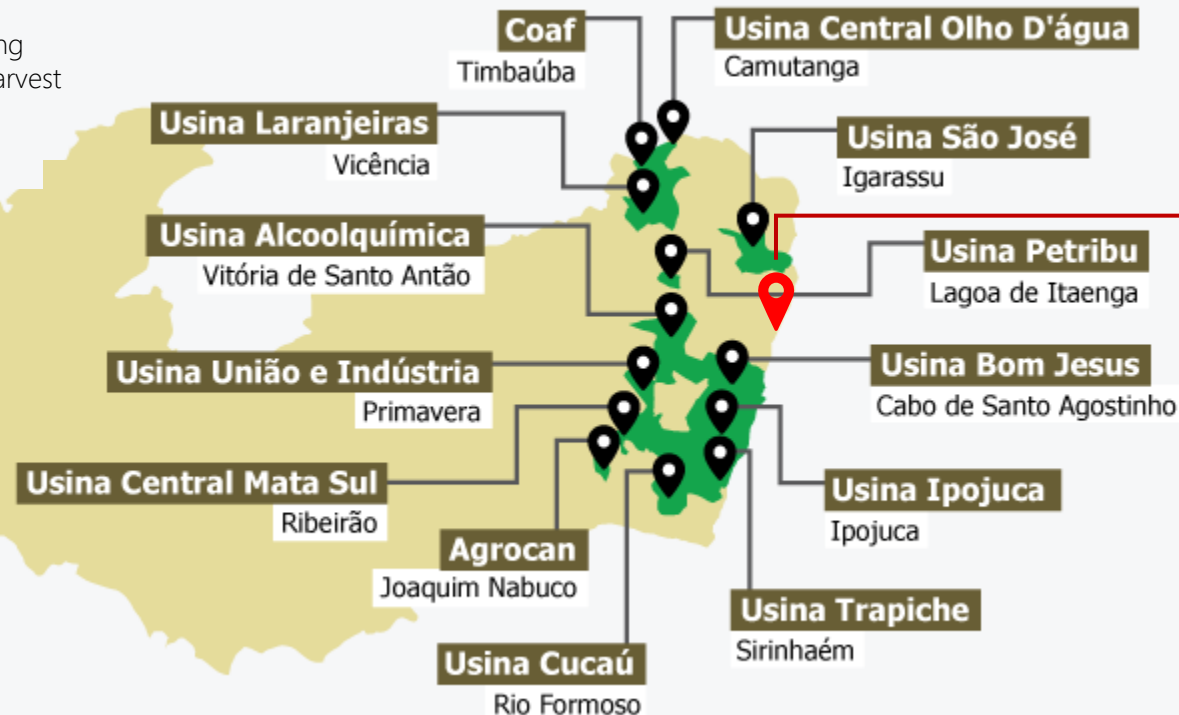 ng
arvest
Coaf
Timbaúba
Usina Central Olho D'água
Camutanga
Usina Laranjeiras
Vicência
Usina São José
Igarassu
Usina Alcoolquímica
Vitória de Santo Antão
Usina Petribu
Lagoa de Itaenga
Usina União e Indústria
Primavera
Usina Bom Jesus
Cabo de Santo Agostinho
Usina Central Mata Sul
Ribeirão
Usina Ipojuca
Ipojuca
Agrocan
Joaquim Nabuco
Usina Trapiche
Sirinhaém
Usina Cucaú
Rio Formoso